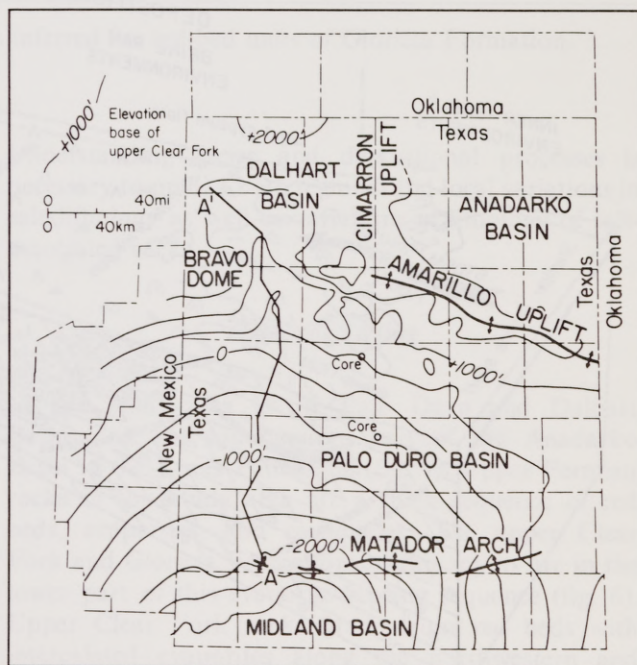 +1000'
Elevation
base of
upper Clear Fork
0 40mi
0 40km
Oklahoma
Texas
+2000'
DALHART
BASIN
CIMARRON
UPLIFT
ANADARKO
BASIN
A'
BRAVO
DOME
AMARILLO UPLIFT
Texas
Oklahoma
New Mexico
Texas
0
Core
0
+1000'
Core
-1000'
PALO DURO BASIN
-2000'
MATADOR ARCH
A
MIDLAND BASIN